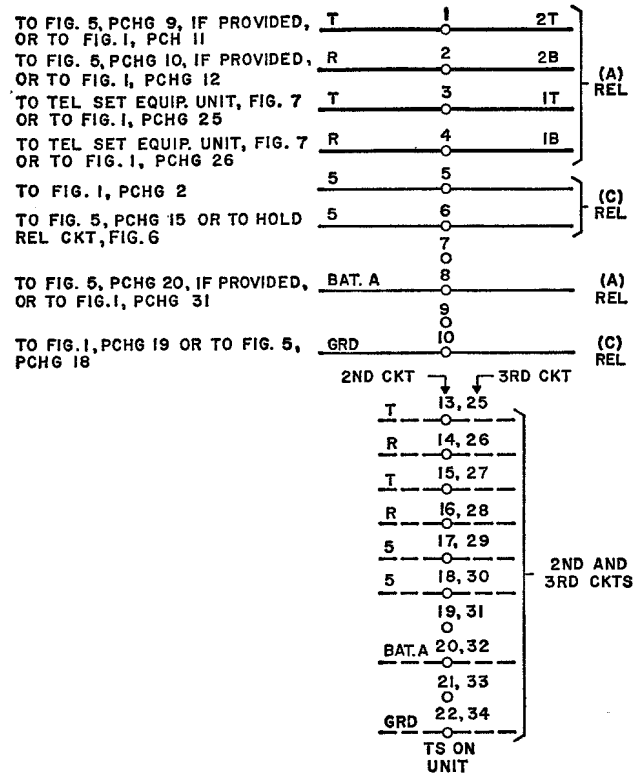 TO FIG. 5, PCHG 9, IF PROVIDED, T 1 2T
OR TO FIG. 1, PCH 11
TO FIG. 5, PCHG 10, IF PROVIDED, R 2 2B
OR TO FIG. 1, PCHG 12
(A)
REL
TO TEL SET EQUIP. UNIT, FIG. 7 T 3 1T
OR TO FIG. 1, PCHG 25
TO TEL SET EQUIP. UNIT, FIG. 7 R 4 1B
OR TO FIG. 1, PCHG 26
TO FIG. 1, PCHG 2 5 5
(C)
REL
TO FIG. 5, PCHG 15 OR TO HOLD 5 6
REL CKT, FIG. 6
7
TO FIG. 5, PCHG 20, IF PROVIDED, BAT. A 8 (A)
OR TO FIG. 1, PCHG 31 REL
9
TO FIG. 1, PCHG 19 OR TO FIG. 5, GRD 10 (C)
PCHG 18 REL
2ND CKT 3RD CKT
T 13, 25
R 14, 26
T 15, 27
R 16, 28
5 17, 29
5 18, 30
2ND AND
3RD CKTS
19, 31
BAT. A 20, 32
21, 33
GRD 22, 34
TS ON
UNIT